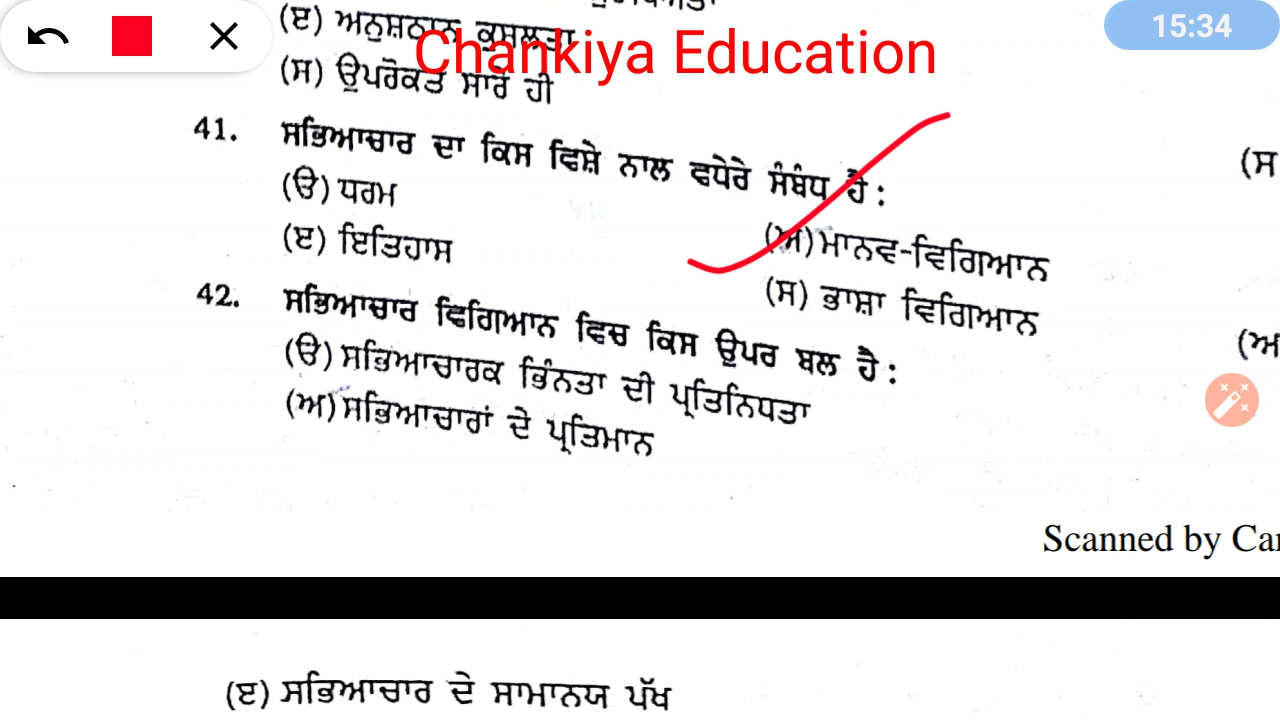 15:34
(ੲ) ਅਨੁਸ਼ਠਾਨ ਕੁਸ਼ਲਤਾ
Chankiya Education
(ਸ) ਉਪਰੋਕਤ ਸਾਰੇ ਹੀ
41. ਸਭਿਆਚਾਰ ਦਾ ਕਿਸ ਵਿਸ਼ੇ ਨਾਲ ਵਧੇਰੇ ਸੰਬੰਧ ਹੈ :
(ੳ) ਧਰਮ
(ਅ) ਮਾਨਵ-ਵਿਗਿਆਨ
(ੲ) ਇਤਿਹਾਸ
(ਸ) ਭਾਸ਼ਾ ਵਿਗਿਆਨ
(ਸ
42. ਸਭਿਆਚਾਰ ਵਿਗਿਆਨ ਵਿਚ ਕਿਸ ਉਪਰ ਬਲ ਹੈ :
(ੳ) ਸਭਿਆਚਾਰਕ ਭਿੰਨਤਾ ਦੀ ਪ੍ਰਤਿਨਿਧਤਾ
(ਅ) ਸਭਿਆਚਾਰਾਂ ਦੇ ਪ੍ਰਤਿਮਾਨ
(ਅ
Scanned by
(ੲ) ਸਭਿਆਚਾਰ ਦੇ ਸਾਮਾਨਯ ਪੱਖ